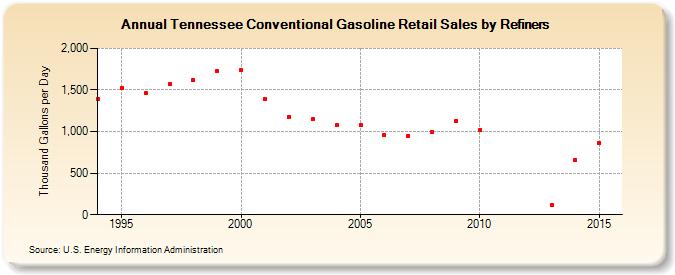 Annual Tennessee Conventional Gasoline Retail Sales by Refiners
Thousand Gallons per Day
2,000
1,500
1,000
500
0
1995 2000 2005 2010 2015
Source: U.S. Energy Information Administration